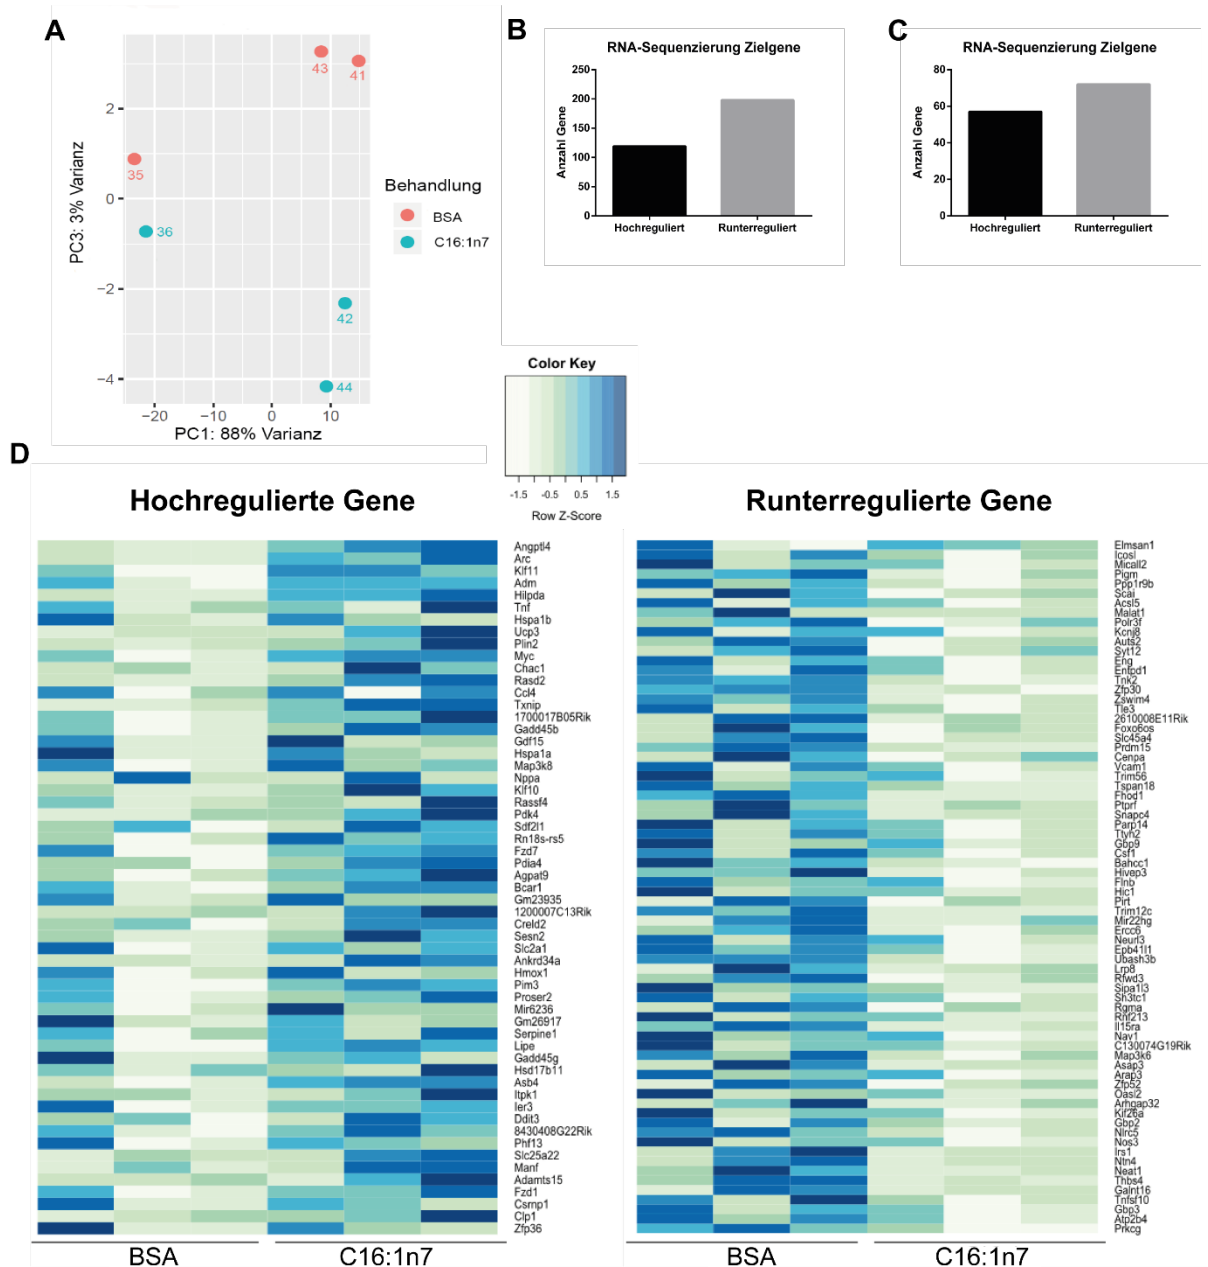 A
43
41
35
36
42
44
2
0
−2
−4
PC3: 3% Varianz
−20
−10
0
10
PC1: 88% Varianz
Behandlung
BSA
C16:1n7
B
RNA-Sequenzierung Zielgene
Anzahl Gene
250
200
150
100
50
0
Hochreguliert
Runterreguliert
C
RNA-Sequenzierung Zielgene
Anzahl Gene
80
60
40
20
0
Hochreguliert
Runterreguliert
Color Key
-1.5
-0.5
0.5
1.5
Row Z-Score
D
Hochregulierte Gene
Angptl4
Arc
Klf11
Adm
Hilpda
Tnf
Hspa1b
Ucp3
Plin2
Myc
Chac1
Rasd2
Ccl4
Txnip
1700017B05Rik
Gadd45b
Gdf15
Hspa1a
Map3k8
Nppa
Klf10
Rassf4
Pdk4
Sdf2l1
Rn18s-rs5
Fzd7
Pdia4
Agpat9
Bcar1
Gm23935
1200007C13Rik
Creld2
Sesn2
Slc2a1
Ankrd34a
Hmox1
Pim3
Proser2
Mir6236
Gm26917
Serpine1
Lipe
Gadd45g
Hsd17b11
Asb4
Itpk1
Ier3
Ddit3
8430408G22Rik
Phf13
Slc25a22
Manf
Adamts15
Fzd1
Csrnp1
Clp1
Zfp36
BSA
C16:1n7
Runterregulierte Gene
Elmsan1
Icosl
Micall2
Pigm
Ppp1r9b
Scai
Acsl5
Malat1
Polr3f
Kcnj8
Auts2
Syt12
Eng
Entpd1
Tnk2
Zfp30
Zswim4
Tle3
2610008E11Rik
Foxo6os
Slc45a4
Prdm15
Cenpa
Vcam1
Trim56
Tspan18
Fhod1
Ptprf
Snapc4
Parp14
Ttyh2
Gbp9
Csf1
Bahcc1
Hivep3
Flnb
Hic1
Pirt
Trim12c
Mir22hg
Ercc6
Neurl3
Epb41l1
Ubash3b
Lrp8
Rfwd3
Sipa1l3
Sh3tc1
Rgma
Rnf213
Il15ra
Nav1
C130074G19Rik
Map3k6
Asap3
Arap3
Zfp52
Oasl2
Arhgap32
Kif26a
Gbp2
Nlrc5
Nos3
Irs1
Ntn4
Neat1
Thbs4
Galnt16
Tnfsf10
Gbp3
Atp2b4
Prkcg
BSA
C16:1n7